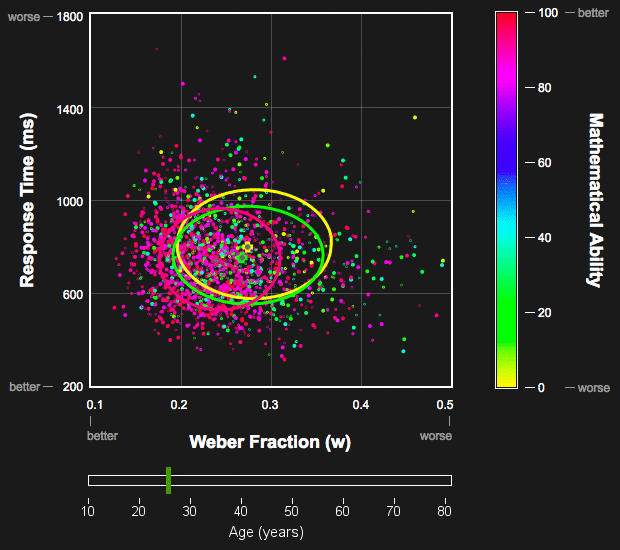 worse
1800
1400
1000
600
better
200
Response Time (ms)
0.1
0.2
0.3
0.4
0.5
better
worse
Weber Fraction (w)
10
20
30
40
50
60
70
80
Age (years)
100
better
80
60
40
20
0
worse
Mathematical Ability